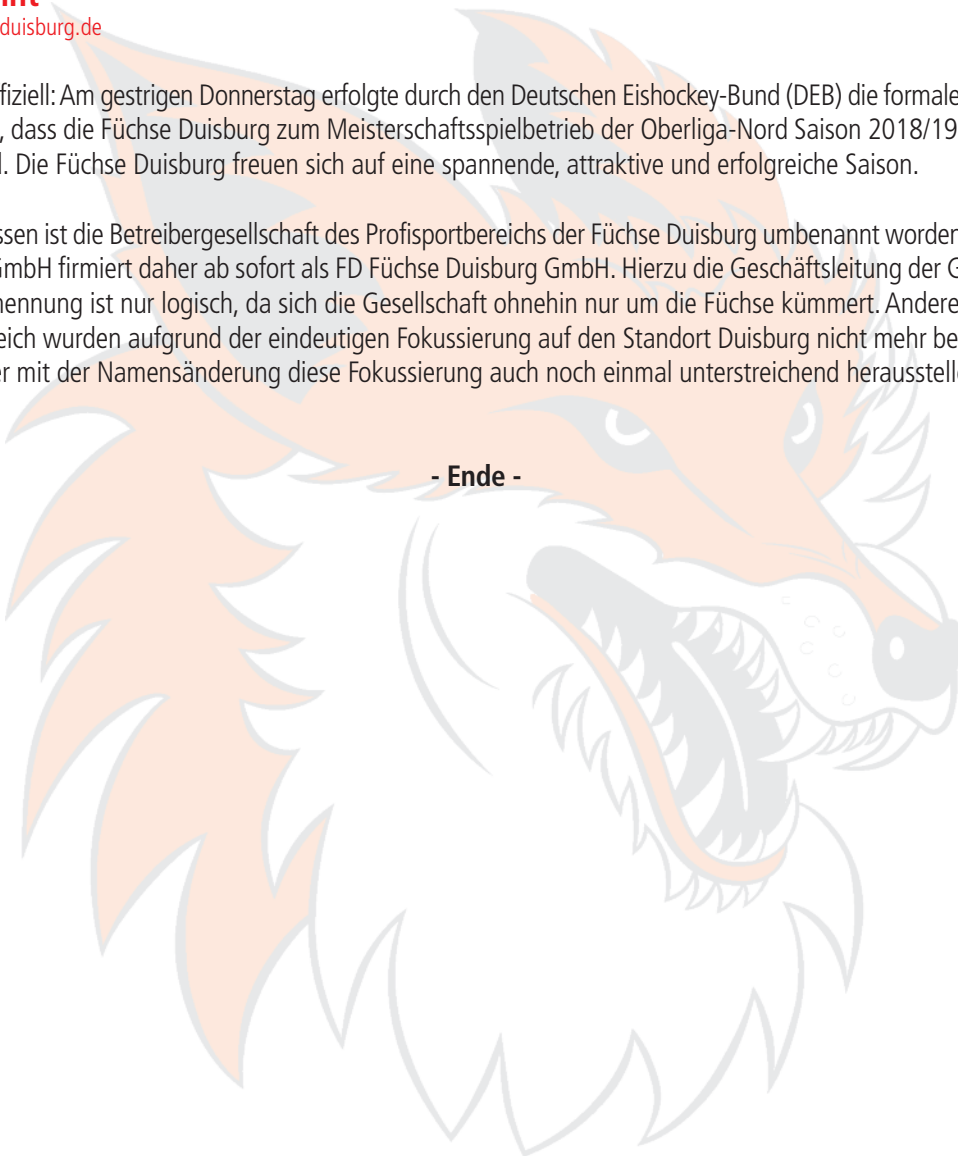 duisburg.de
fiziell: Am gestrigen Donnerstag erfolgte durch den Deutschen Eishockey-Bund (DEB) die formale
, dass die Füchse Duisburg zum Meisterschaftsspielbetrieb der Oberliga-Nord Saison 2018/19
. Die Füchse Duisburg freuen sich auf eine spannende, attraktive und erfolgreiche Saison.
ssen ist die Betreibergesellschaft des Profisportbereichs der Füchse Duisburg umbenannt worden
GmbH firmiert daher ab sofort als FD Füchse Duisburg GmbH. Hierzu die Geschäftsleitung der G
nennung ist nur logisch, da sich die Gesellschaft ohnehin nur um die Füchse kümmert. Andere
eich wurden aufgrund der eindeutigen Fokussierung auf den Standort Duisburg nicht mehr be
er mit der Namensänderung diese Fokussierung auch noch einmal unterstreichend herausstell
- Ende -